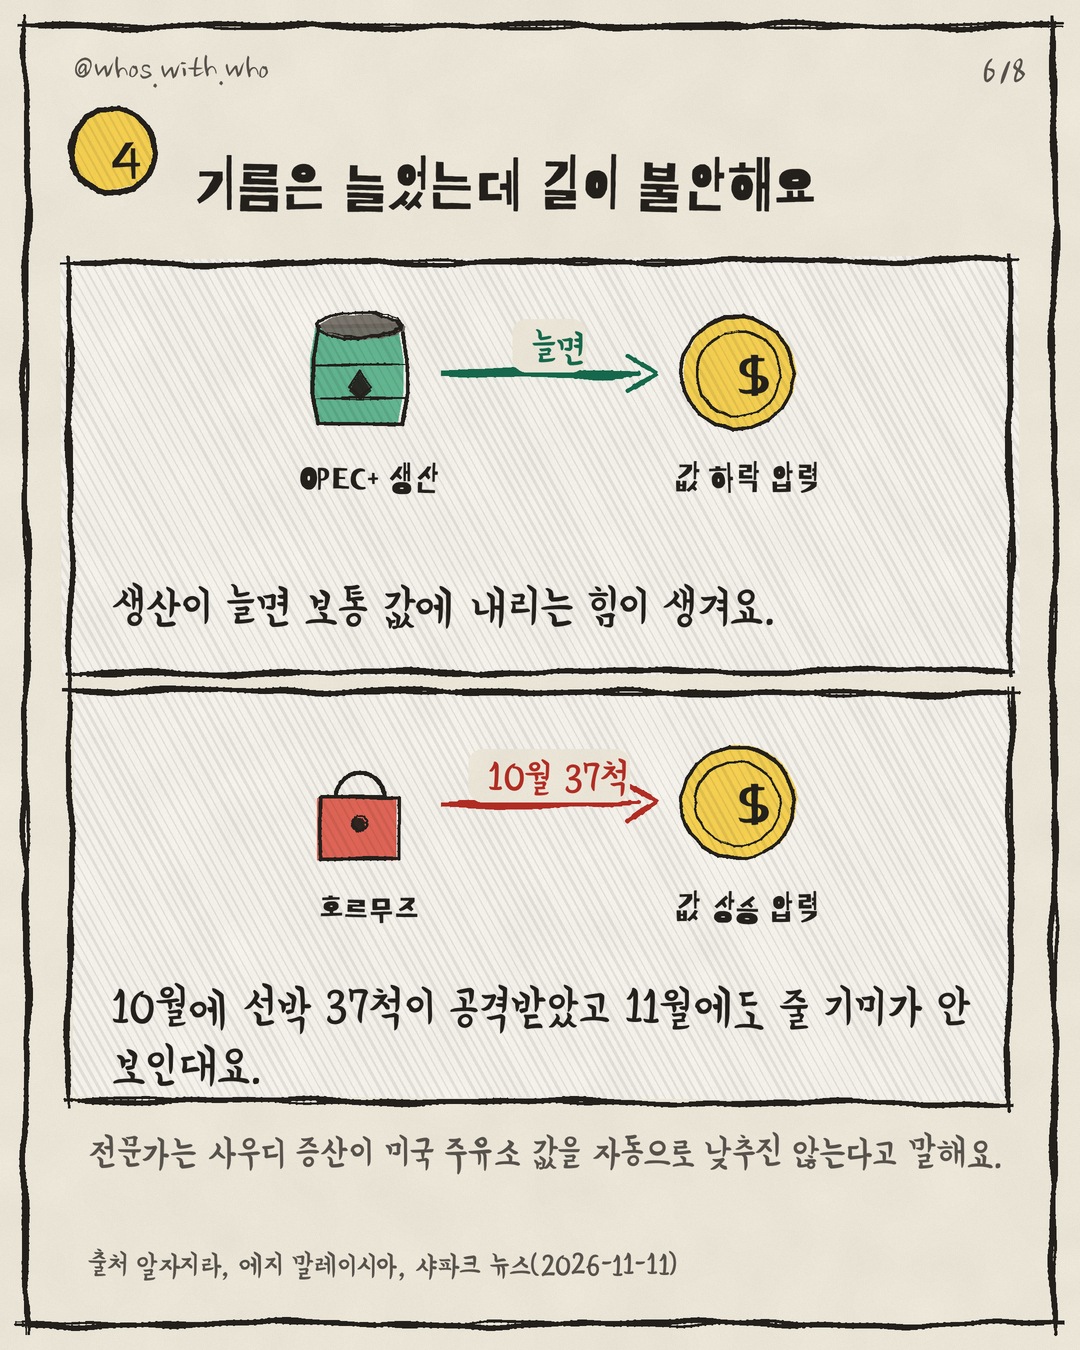 @whos.with.who
6/8
4
기름은 늘었는데 길이 불안해요
늘면
$
OPEC+ 생산
값 하락 압력
생산이 늘면 보통 값에 내리는 힘이 생겨요.
10월 37척
$
호르무즈
값 상승 압력
10월에 선박 37척이 공격받았고 11월에도 줄 기미가 안
보인대요.
전문가는 사우디 증산이 미국 주유소 값을 자동으로 낮추진 않는다고 말해요.
출처 알자지라, 에지 말레이시아, 샤파크 뉴스(2026-11-11)